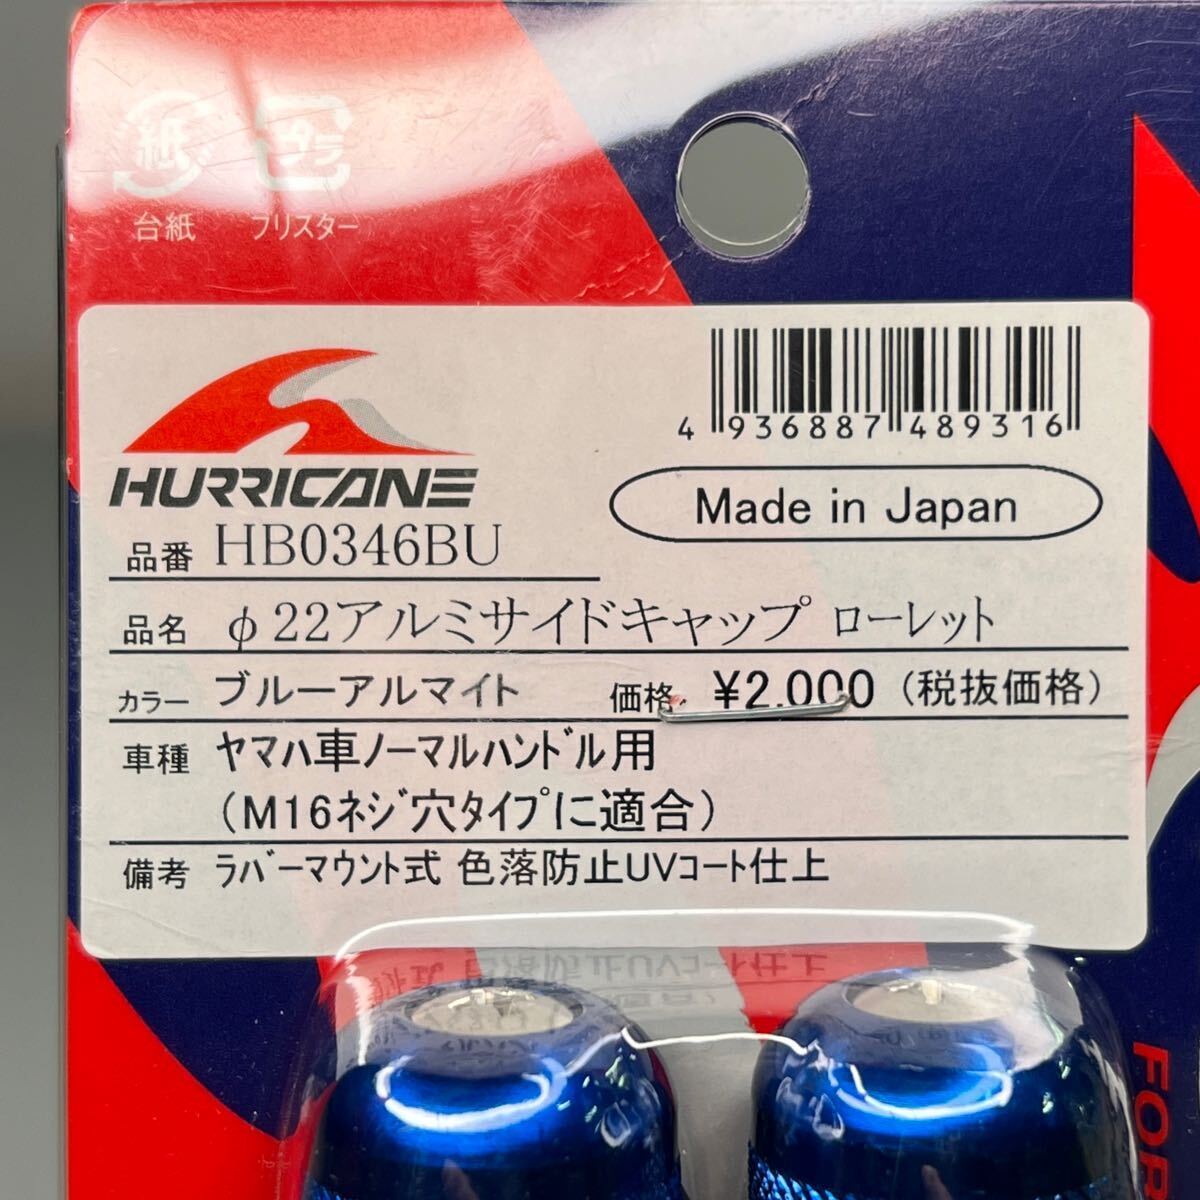 紙 プラ
台紙 ブリスター
HURRICANE
4 936887 489316
Made in Japan
品番 HB0346BU
品名 φ22アルミサイドキャップ ローレット
カラー ブルーアルマイト 価格 ¥2,000 (税抜価格)
車種 ヤマハ車ノーマルハンドル用
(M16ネジ穴タイプに適合)
備考 ラバーマウント式 色落防止UVコート仕上
FOR